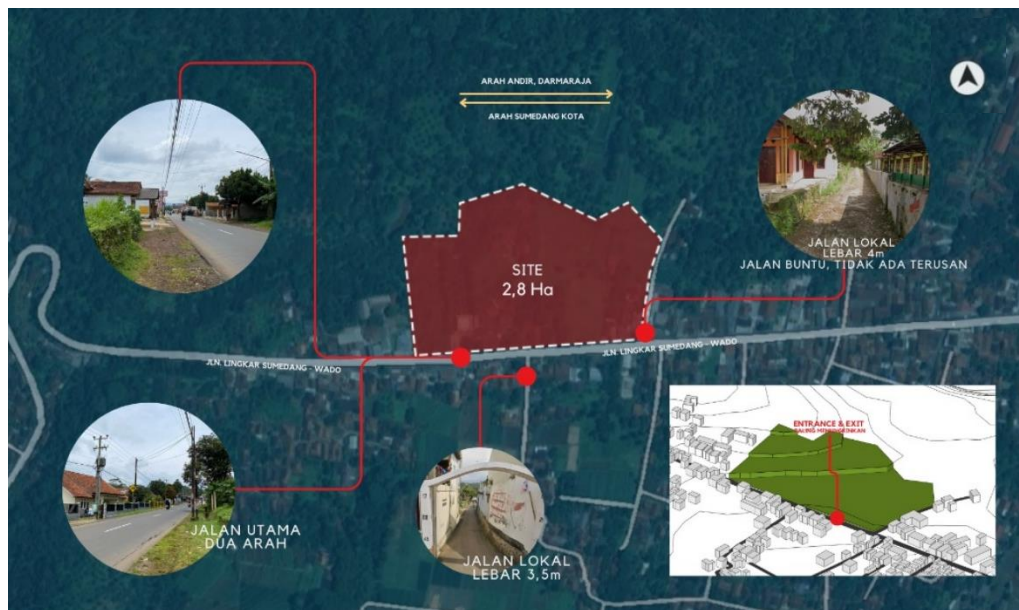 ARAH ANDIR, DARMARAJA
ARAH SUMEDANG KOTA
JALAN LOKAL
LEBAR 4m
JALAN BUNTU, TIDAK ADA TERUSAN
SITE
2,8 Ha
JLN. LINGKAR SUMEDANG - WADO
JLN. LINGKAR SUMEDANG - WADO
ENTRANCE & EXIT
JALAN UTAMA
DUA ARAH
JALAN LOKAL
LEBAR 3,5m